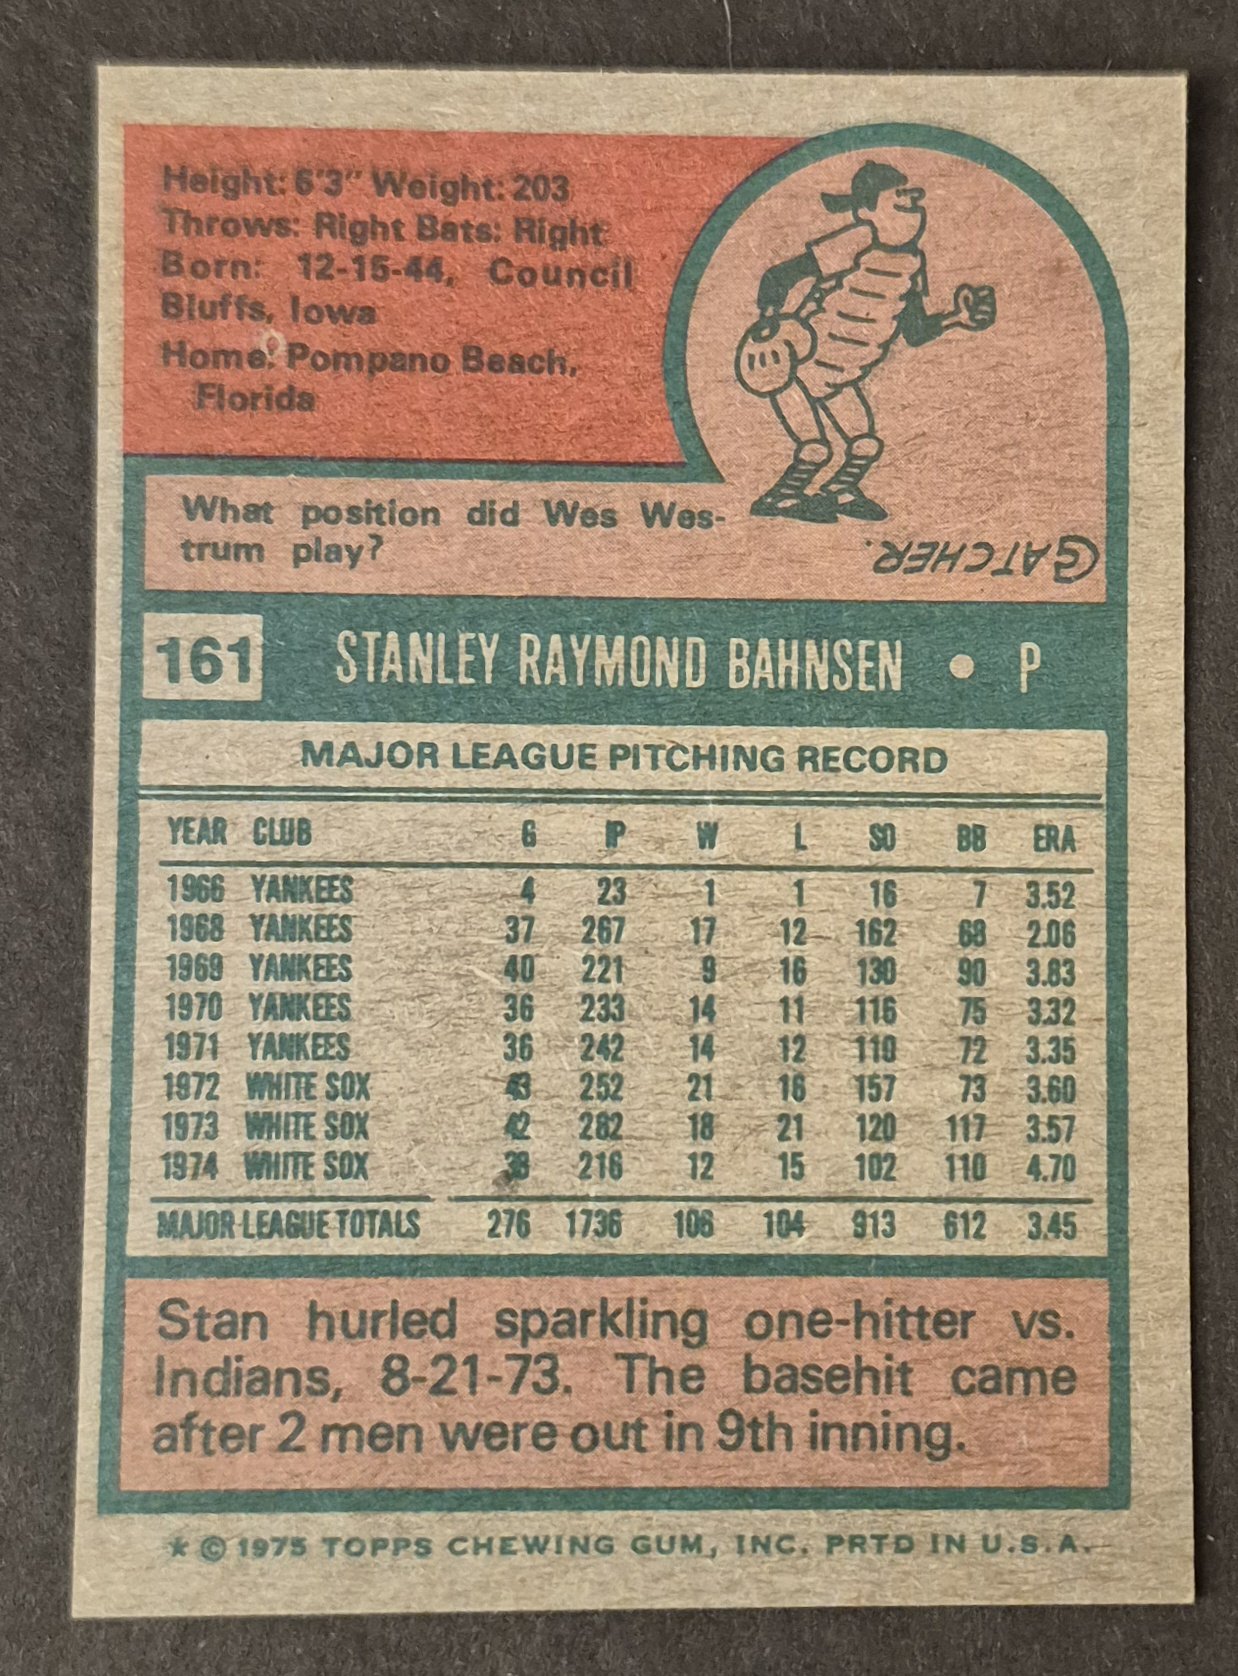 Height: 6'3" Weight: 203
Throws: Right Bats: Right
Born: 12-15-44, Council
Bluffs, Iowa
Home: Pompano Beach,
Florida
What position did Wes Wes-
trum play?
CATCHER.
161 STANLEY RAYMOND BAHNSEN • P
MAJOR LEAGUE PITCHING RECORD
YEAR CLUB G IP W L SO BB ERA
1966 YANKEES 4 23 1 1 16 7 3.52
1968 YANKEES 37 267 17 12 162 68 2.06
1969 YANKEES 40 221 9 16 130 90 3.83
1970 YANKEES 36 233 14 11 116 75 3.32
1971 YANKEES 36 242 14 12 110 72 3.35
1972 WHITE SOX 43 252 21 16 157 73 3.60
1973 WHITE SOX 42 282 18 21 120 117 3.57
1974 WHITE SOX 38 216 12 15 102 110 4.70
MAJOR LEAGUE TOTALS 276 1736 106 104 913 612 3.45
Stan hurled sparkling one-hitter vs.
Indians, 8-21-73. The basehit came
after 2 men were out in 9th inning.
* © 1975 TOPPS CHEWING GUM, INC. PRTD IN U.S.A.